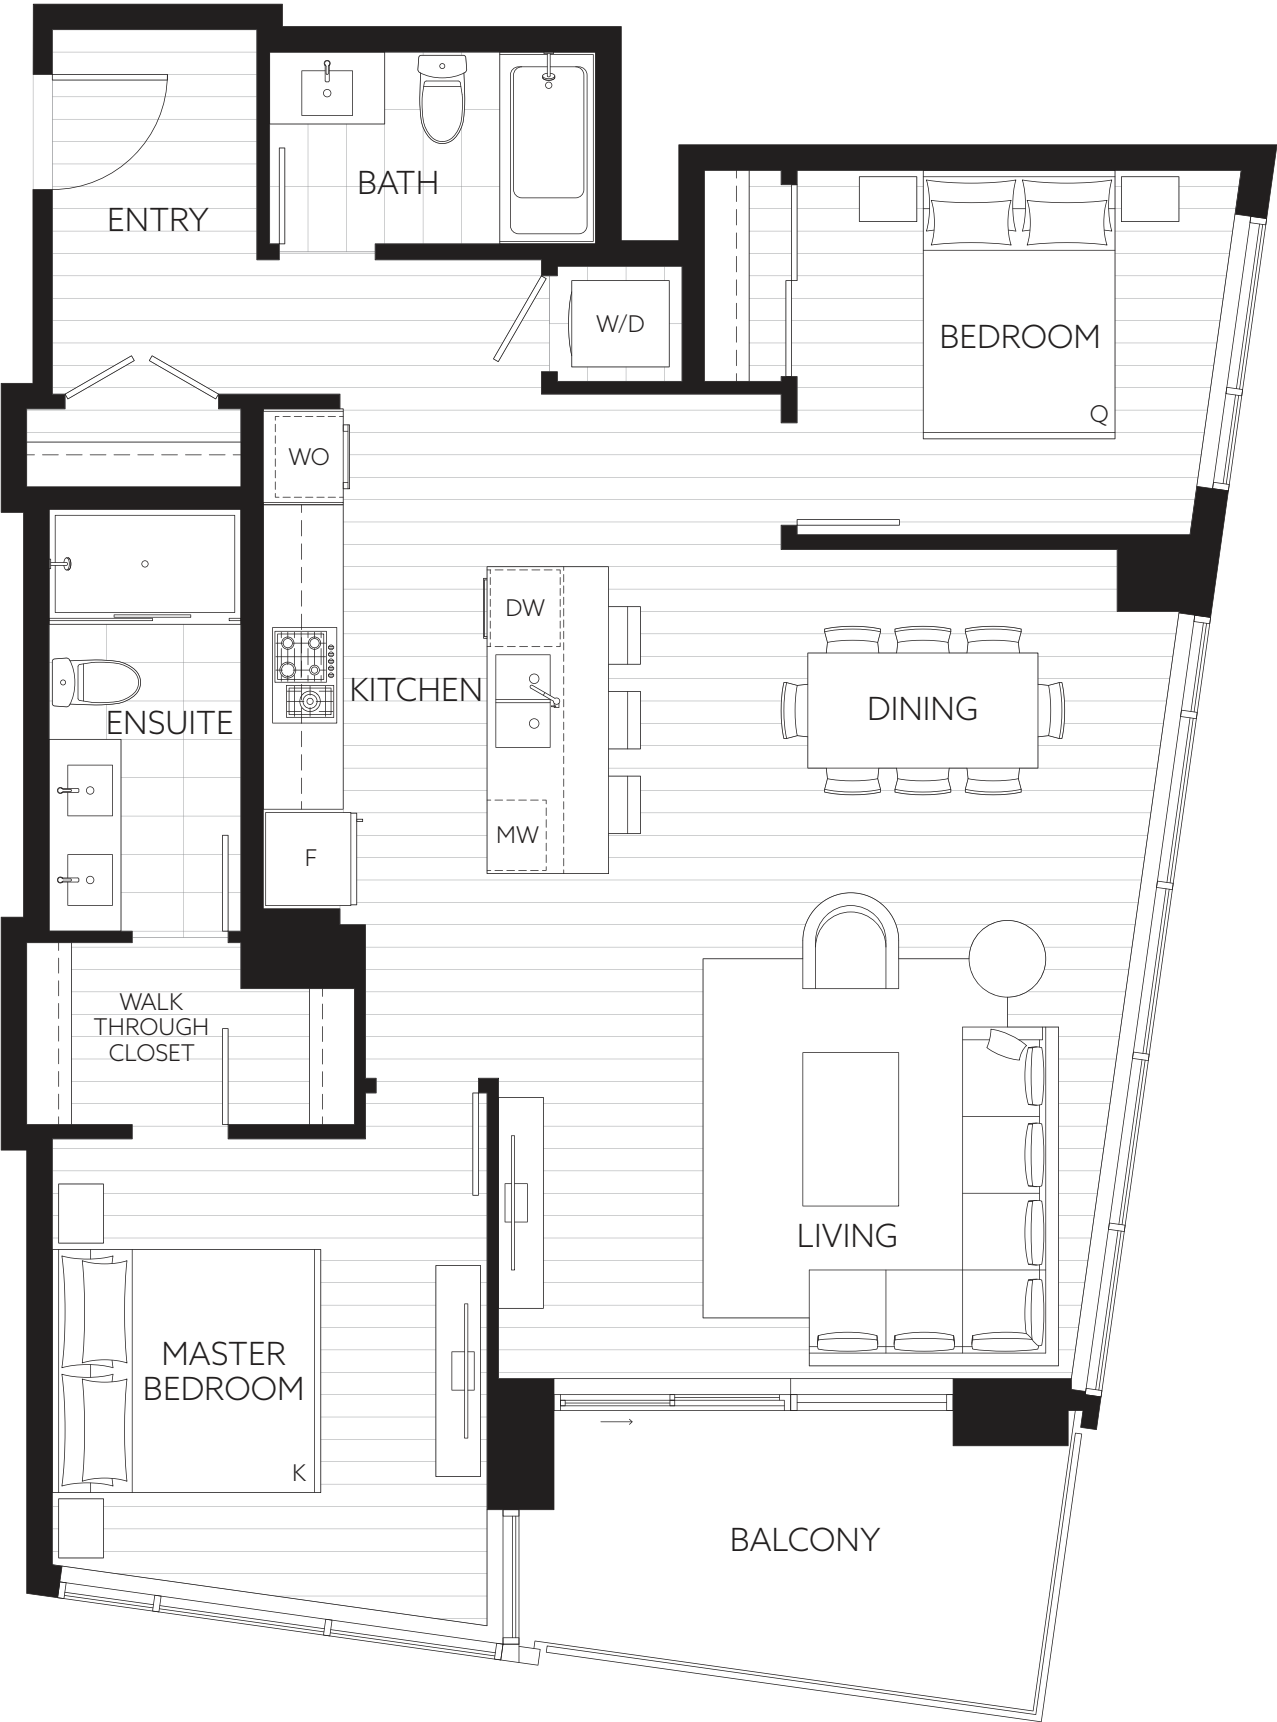 BATH
ENTRY
W/D
BEDROOM
Q
WO
DW
KITCHEN
DINING
ENSUITE
MW
F
WALK
THROUGH
CLOSET
LIVING
MASTER
BEDROOM
K
BALCONY